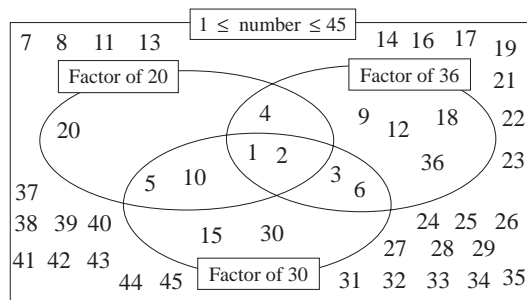 1 ≤ number ≤ 45
7 8 11 13 14 16 17 19
Factor of 20 Factor of 36
21
4 9 18 22
20 12
1 2 36 23
5 10 3 6
37
38 39 40 15 30 24 25 26
41 42 43 27 28 29
44 45 Factor of 30 31 32 33 34 35